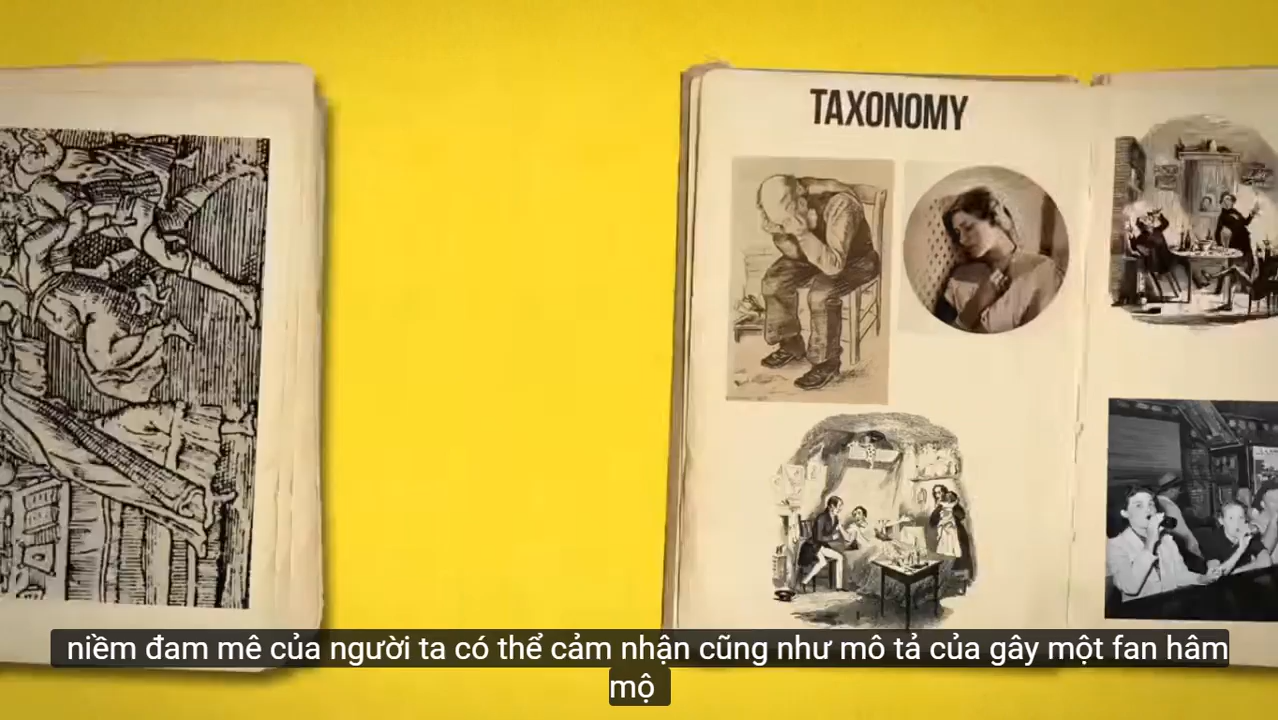 TAXONOMY
niềm đam mê của người ta có thể cảm nhận cũng như mô tả của gây một fan hâm
mộ